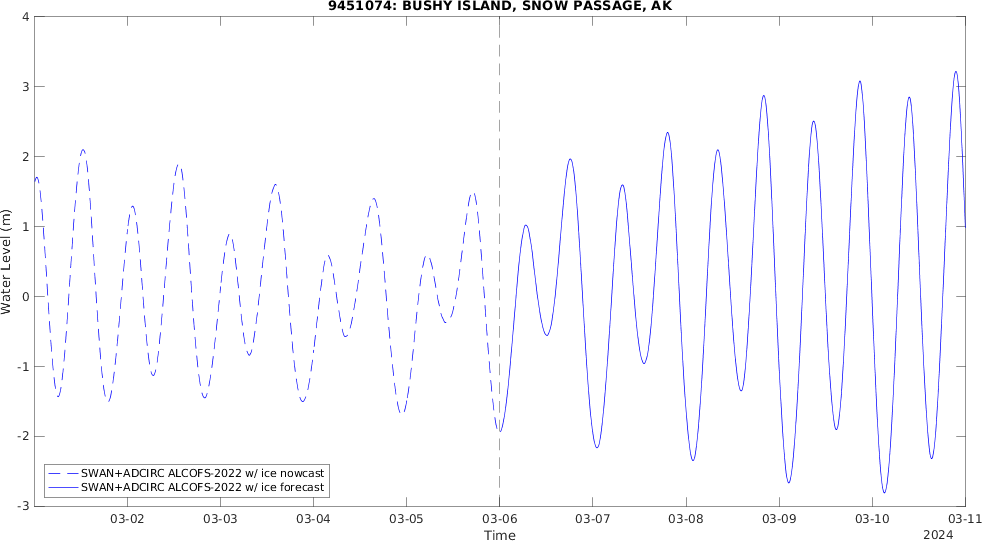 9451074: BUSHY ISLAND, SNOW PASSAGE, AK
4
3
2
1
0
-1
-2
-3
Water Level (m)
SWAN+ADCIRC ALCOFS-2022 w/ ice nowcast
SWAN+ADCIRC ALCOFS-2022 w/ ice forecast
03-02 03-03 03-04 03-05 03-06 03-07 03-08 03-09 03-10 03-11
Time
2024